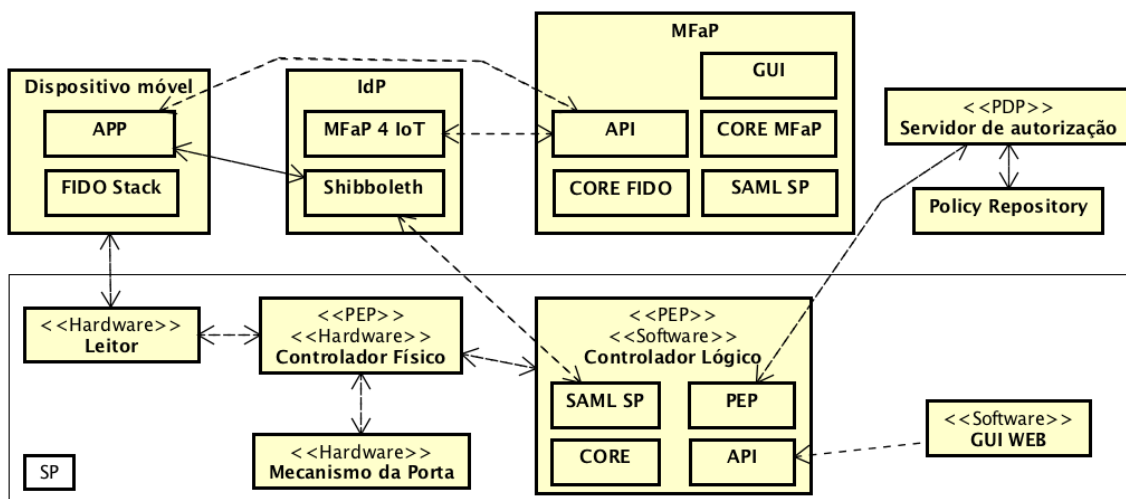 MFaP
GUI
API
CORE MFaP
CORE FIDO
SAML SP
Dispositivo móvel
APP
FIDO Stack
IdP
MFaP 4 IoT
Shibboleth
<<PDP>>
Servidor de autorização
Policy Repository
<<Hardware>>
Leitor
<<PEP>>
<<Hardware>>
Controlador Físico
<<Hardware>>
Mecanismo da Porta
<<PEP>>
<<Software>>
Controlador Lógico
SAML SP
PEP
CORE
API
<<Software>>
GUI WEB
SP